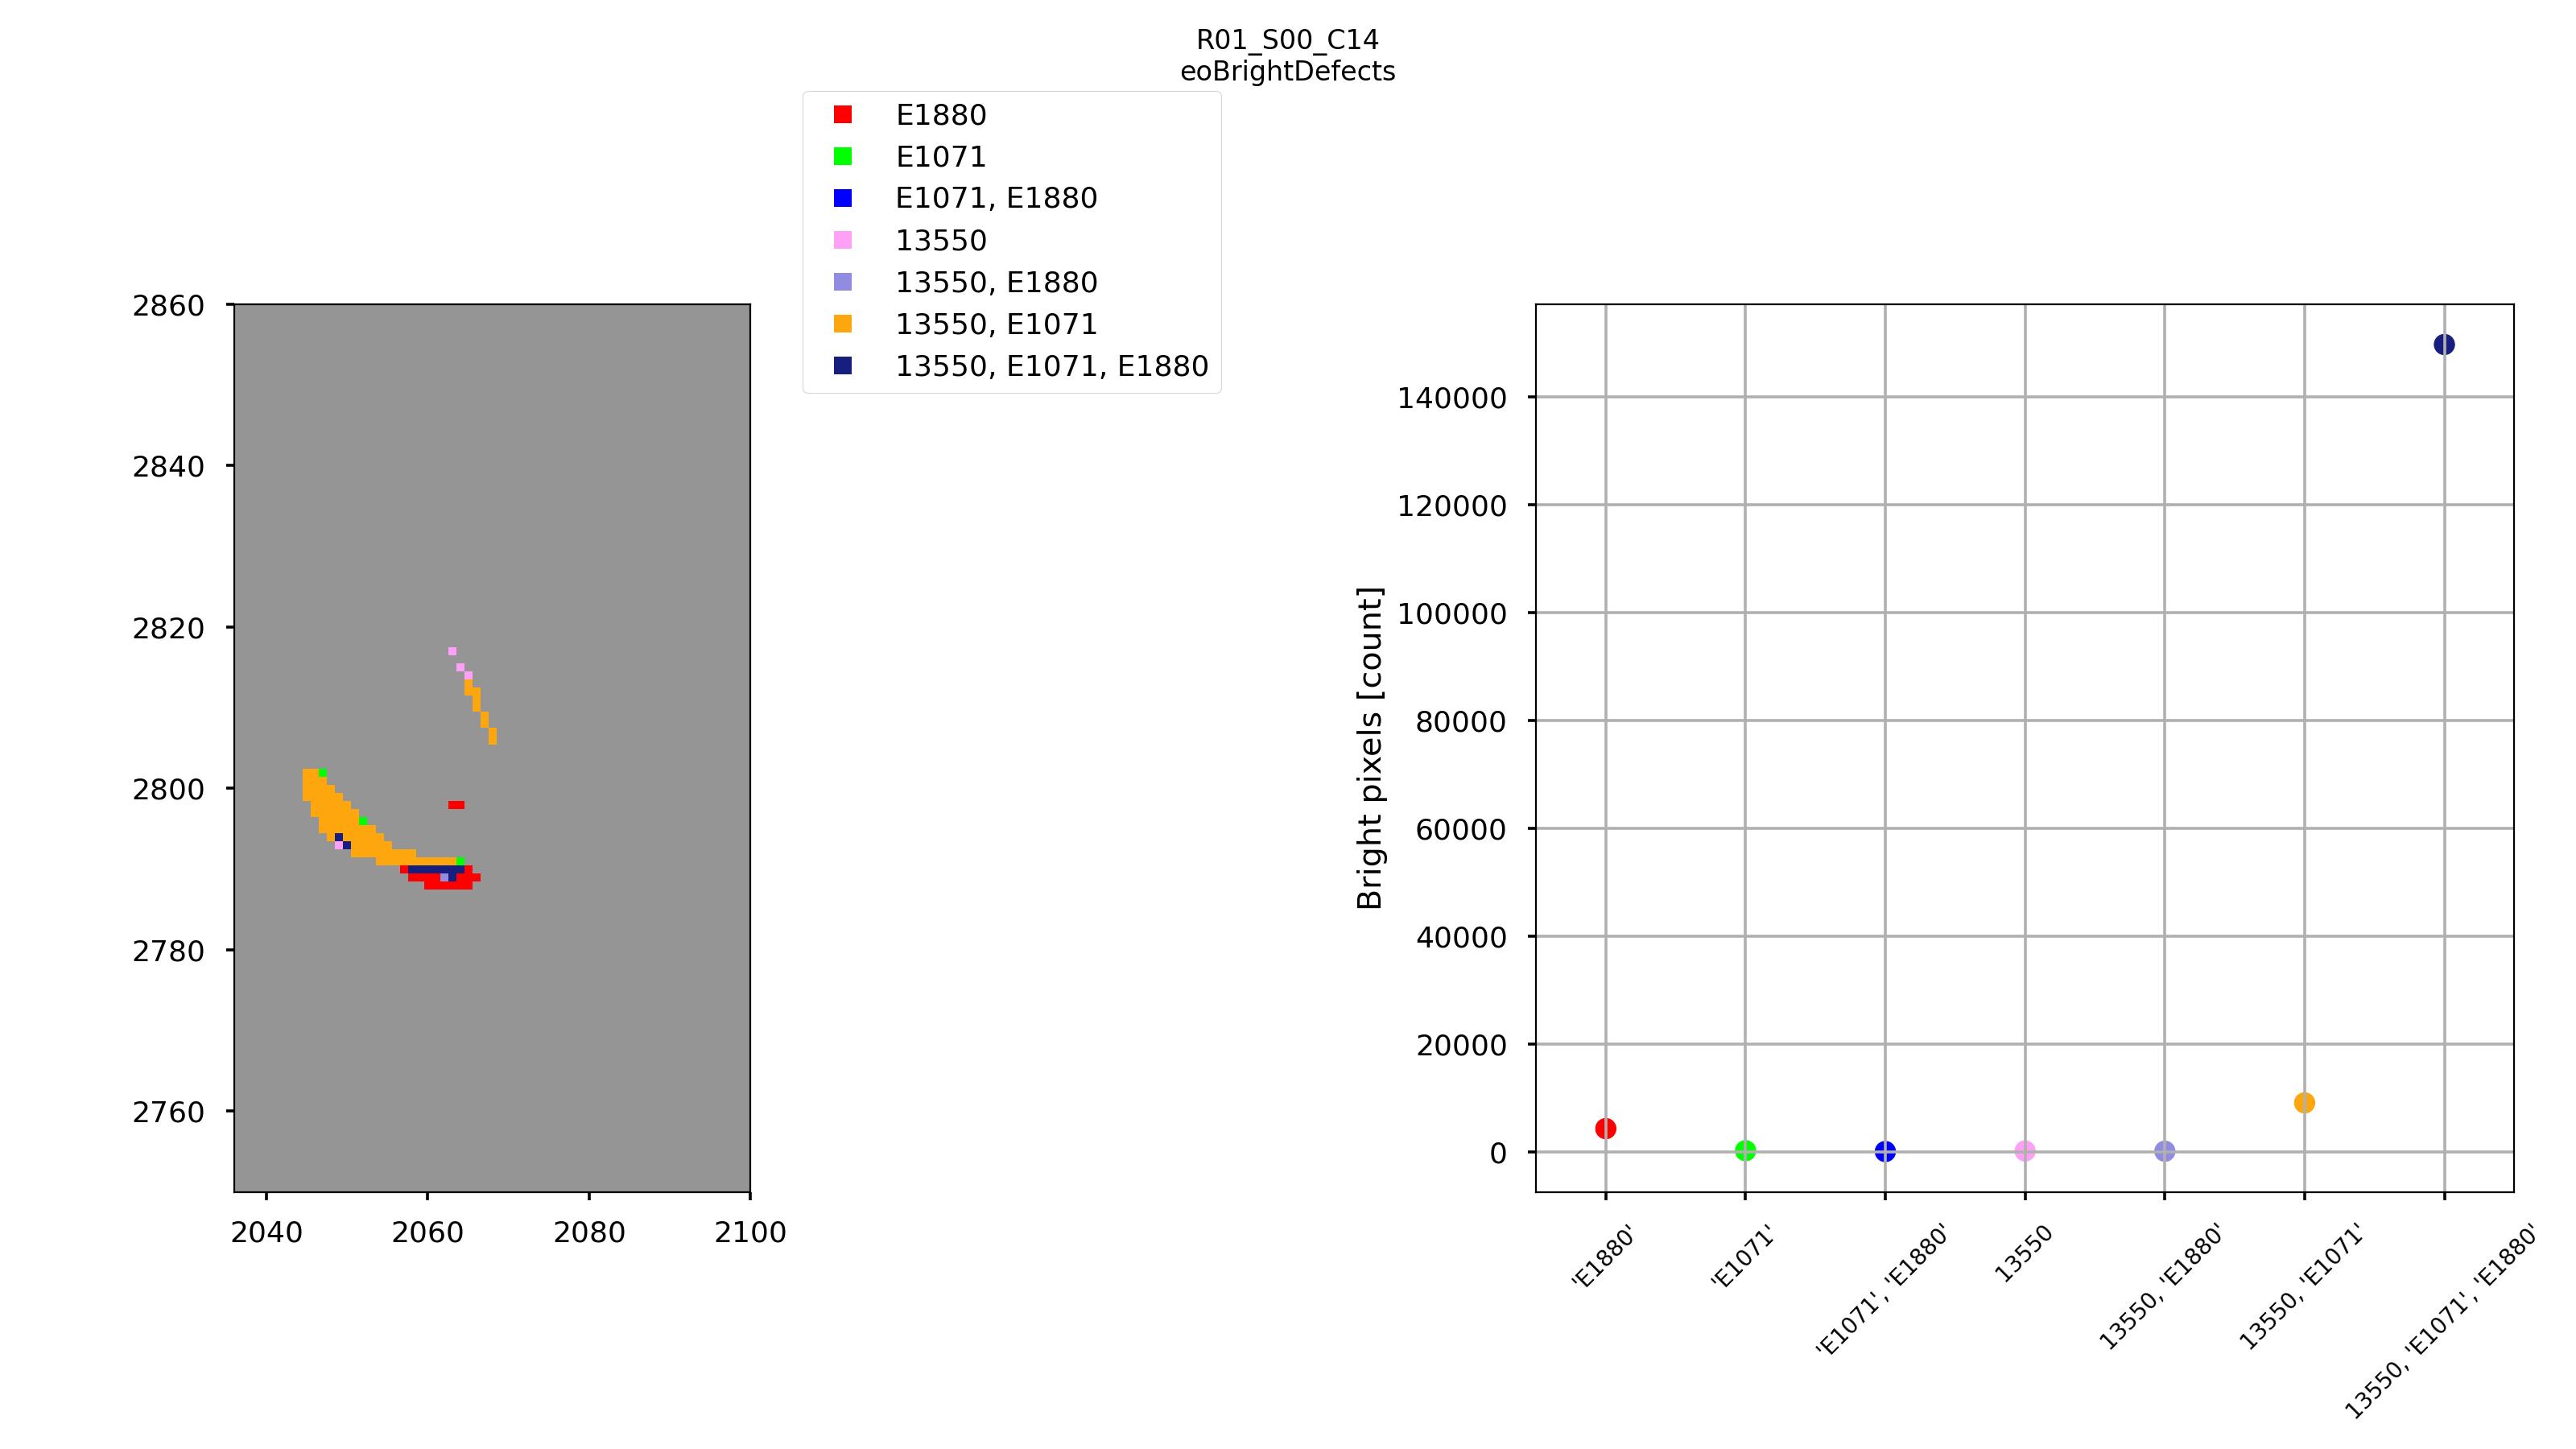 R01_S00_C14
eoBrightDefects
E1880
E1071
E1071, E1880
13550
13550, E1880
13550, E1071
13550, E1071, E1880
2860
2840
2820
2800
2780
2760
2040 2060 2080 2100
Bright pixels [count]
140000
120000
100000
80000
60000
40000
20000
0
'E1880'
'E1071'
'E1071', 'E1880'
13550
13550, 'E1880'
13550, 'E1071'
13550, 'E1071', 'E1880'